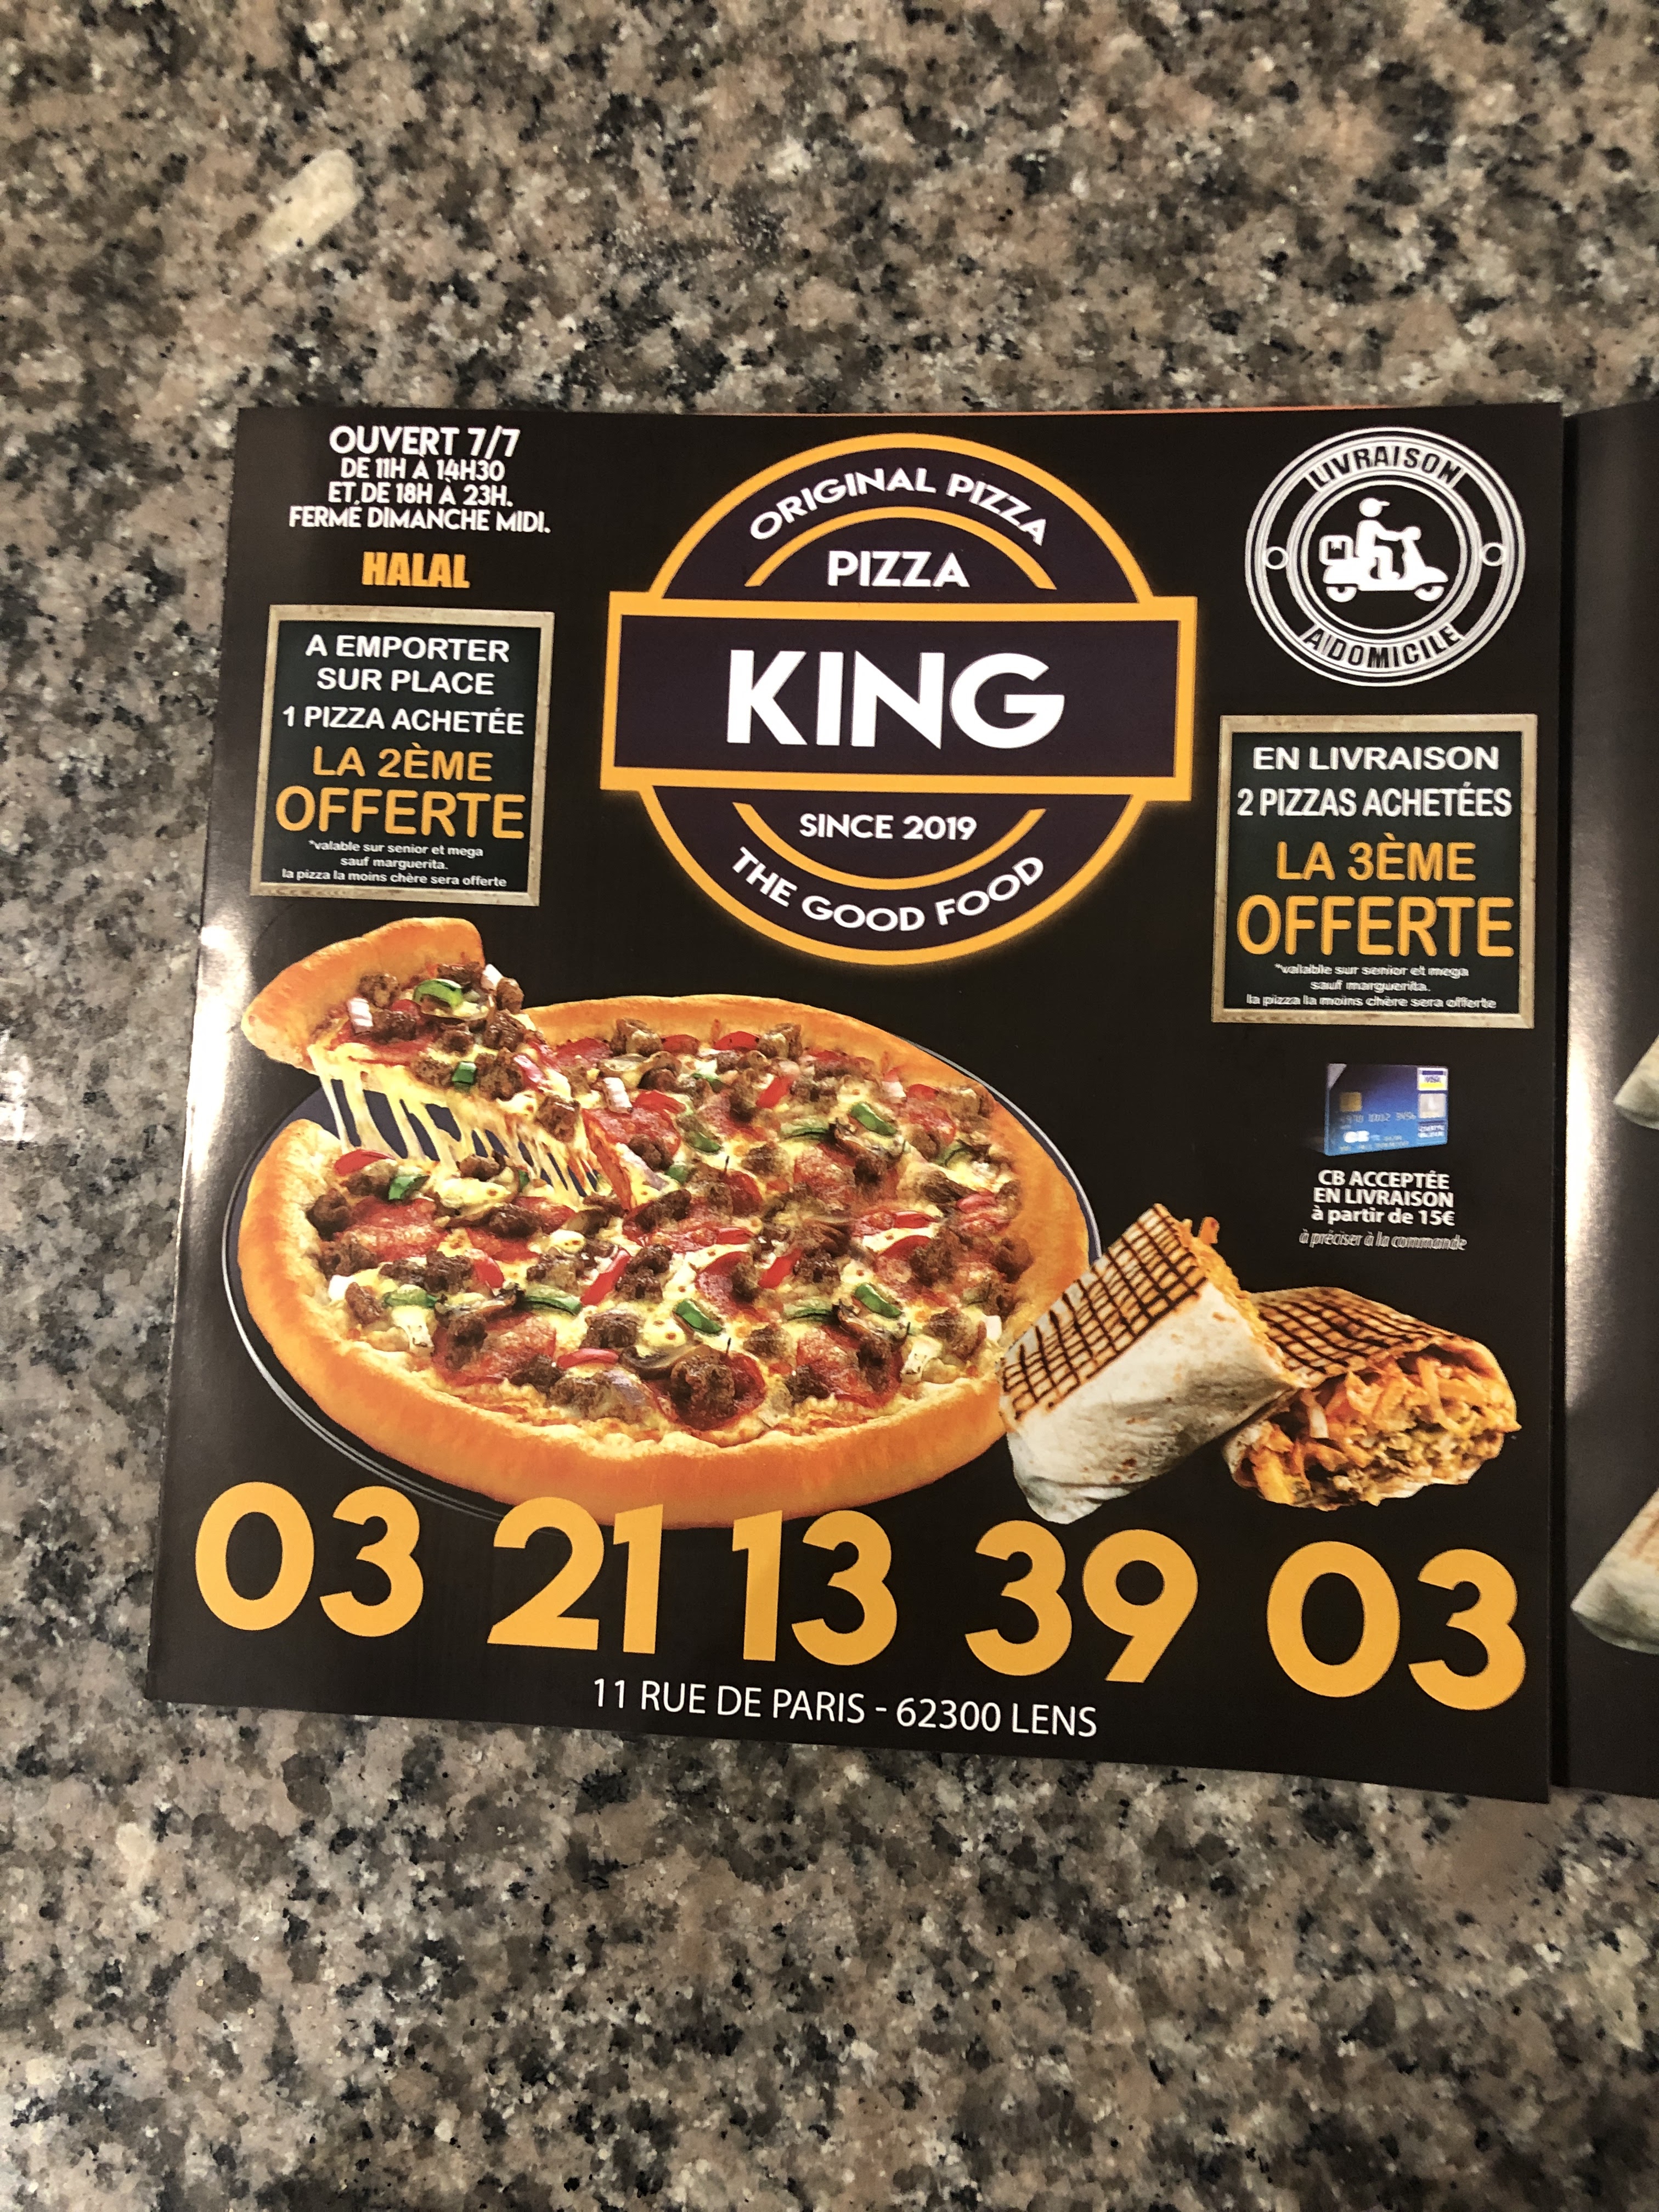 OUVERT 7/7
DE 11H À 14H30
ET DE 18H À 23H.
FERMÉ DIMANCHE MIDI.
HALAL
A EMPORTER
SUR PLACE
1 PIZZA ACHETÉE
LA 2ÈME
OFFERTE
*valable sur senior et mega
sauf marguerita.
la pizza la moins chère sera offerte
ORIGINAL PIZZA
PIZZA
KING
SINCE 2019
THE GOOD FOOD
LIVRAISON
A DOMICILE
EN LIVRAISON
2 PIZZAS ACHETÉES
LA 3ÈME
OFFERTE
*valable sur senior et mega
sauf marguerita.
la pizza la moins chère sera offerte
CB
CB ACCEPTÉE
EN LIVRAISON
à partir de 15€
à préciser à la commande
03 21 13 39 03
11 RUE DE PARIS - 62300 LENS